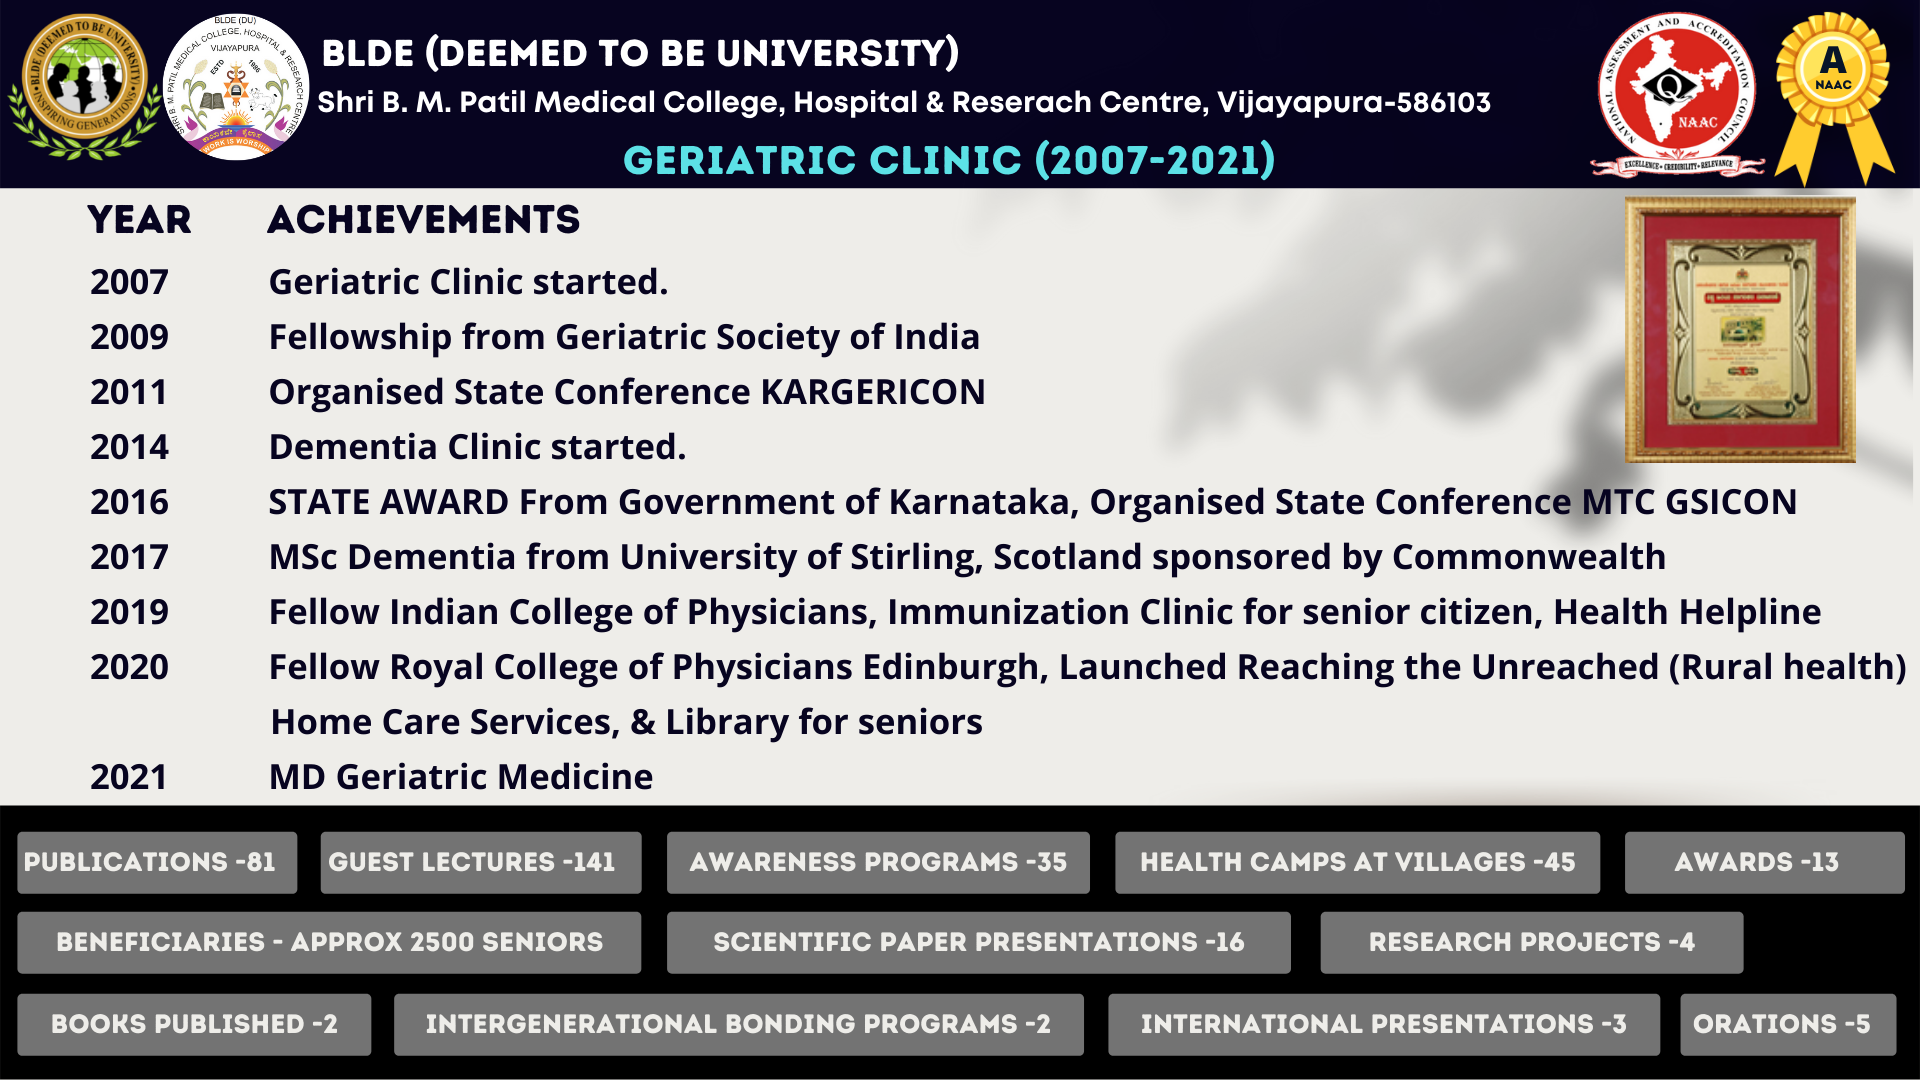 BLDE (DEEMED TO BE UNIVERSITY)
INSPIRING GENERATIONS
BLDE (DU)
SHRI B. M. PATIL MEDICAL COLLEGE, HOSPITAL & RESEARCH CENTRE
VIJAYAPURA
ESTD 1986
ಕಾಯಕವೇ ಕೈಲಾಸ
WORK IS WORSHIP
BLDE (DEEMED TO BE UNIVERSITY)
Shri B. M. Patil Medical College, Hospital & Reserach Centre, Vijayapura-586103
GERIATRIC CLINIC (2007-2021)
NATIONAL ASSESSMENT AND ACCREDITATION COUNCIL
Q
NAAC
EXCELLENCE • CREDIBILITY • RELEVANCE
A
NAAC
YEAR ACHIEVEMENTS
2007 Geriatric Clinic started.
2009 Fellowship from Geriatric Society of India
2011 Organised State Conference KARGERICON
2014 Dementia Clinic started.
2016 STATE AWARD From Government of Karnataka, Organised State Conference MTC GSICON
2017 MSc Dementia from University of Stirling, Scotland sponsored by Commonwealth
2019 Fellow Indian College of Physicians, Immunization Clinic for senior citizen, Health Helpline
2020 Fellow Royal College of Physicians Edinburgh, Launched Reaching the Unreached (Rural health)
Home Care Services, & Library for seniors
2021 MD Geriatric Medicine
PUBLICATIONS -81 GUEST LECTURES -141 AWARENESS PROGRAMS -35 HEALTH CAMPS AT VILLAGES -45 AWARDS -13
BENEFICIARIES - APPROX 2500 SENIORS SCIENTIFIC PAPER PRESENTATIONS -16 RESEARCH PROJECTS -4
BOOKS PUBLISHED -2 INTERGENERATIONAL BONDING PROGRAMS -2 INTERNATIONAL PRESENTATIONS -3 ORATIONS -5